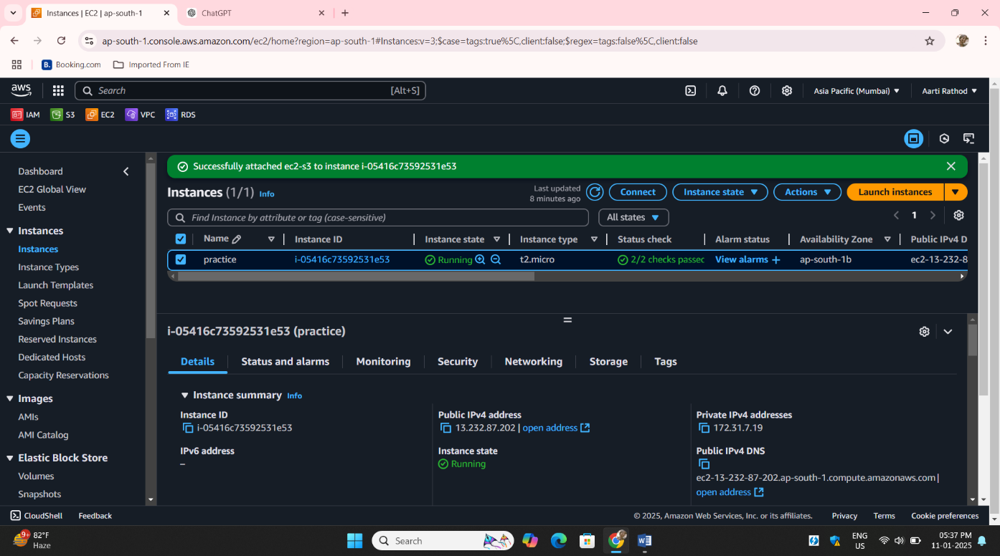 Instances | EC2 | ap-south-1
ChatGPT
ap-south-1.console.aws.amazon.com/ec2/home?region=ap-south-1#Instances:v=3;$case=tags:true%5C,client:false;$regex=tags:false%5C,client:false
B. Booking.com
Imported From IE
aws
Search [Alt+S]
Asia Pacific (Mumbai)
Aarti Rathod
IAM S3 EC2 VPC RDS
Dashboard
EC2 Global View
Events
Instances
Instances
Instance Types
Launch Templates
Spot Requests
Savings Plans
Reserved Instances
Dedicated Hosts
Capacity Reservations
Images
AMIs
AMI Catalog
Elastic Block Store
Volumes
Snapshots
Successfully attached ec2-s3 to instance i-05416c73592531e53
Instances (1/1) Info
Last updated
8 minutes ago
Connect
Instance state
Actions
Launch instances
Find Instance by attribute or tag (case-sensitive)
All states
1
Name Instance ID Instance state Instance type Status check Alarm status Availability Zone Public IPv4 D
practice i-05416c73592531e53 Running t2.micro 2/2 checks passec View alarms + ap-south-1b ec2-13-232-8
i-05416c73592531e53 (practice)
Details Status and alarms Monitoring Security Networking Storage Tags
Instance summary Info
Instance ID
i-05416c73592531e53
IPv6 address
–
Public IPv4 address
13.232.87.202 | open address
Instance state
Running
Private IPv4 addresses
172.31.7.19
Public IPv4 DNS
ec2-13-232-87-202.ap-south-1.compute.amazonaws.com |
open address
CloudShell Feedback
© 2025, Amazon Web Services, Inc. or its affiliates. Privacy Terms Cookie preferences
9+
82°F
Haze
Search
ENG
US
05:37 PM
11-01-2025